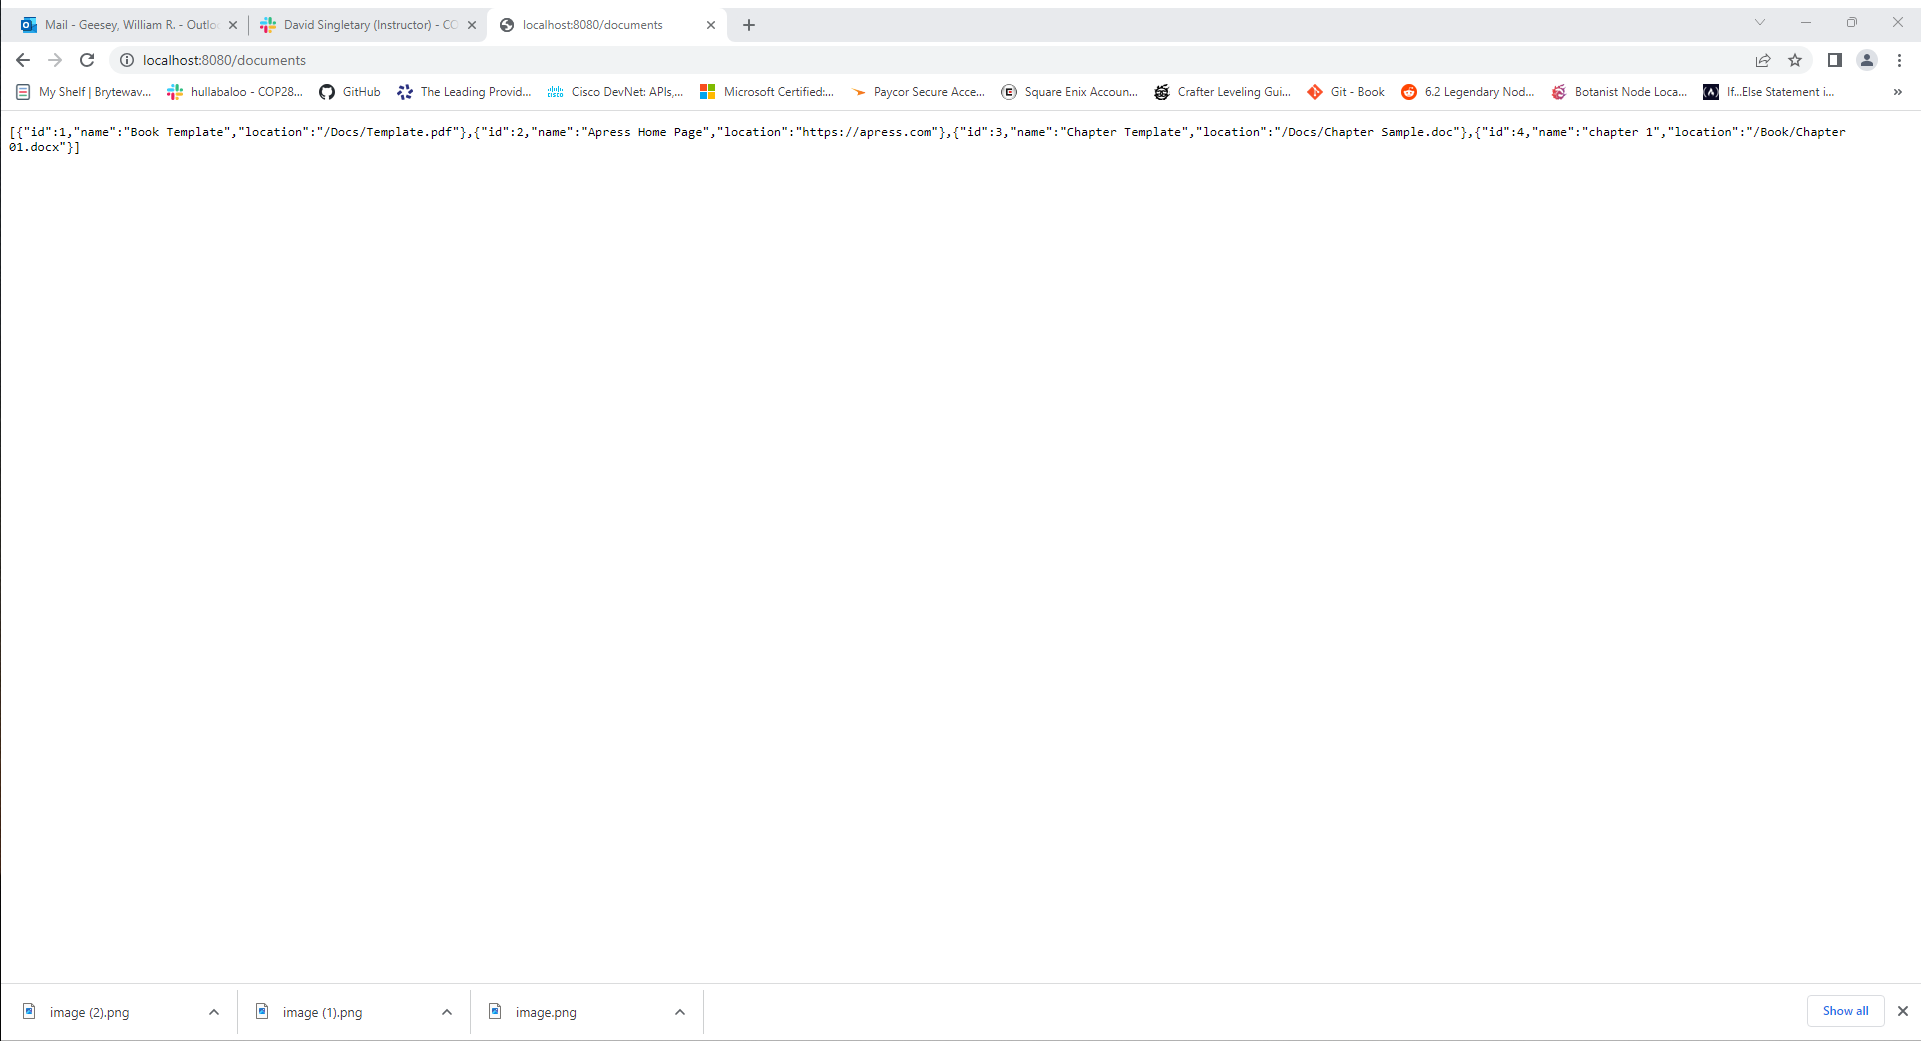 Mail - Geesey, William R. - Outloo
David Singletary (Instructor) - CO
localhost:8080/documents
localhost:8080/documents
My Shelf | Brytewav...
hullabaloo - COP28...
GitHub
The Leading Provid...
Cisco DevNet: APIs,...
Microsoft Certified:...
Paycor Secure Acce...
Square Enix Accoun...
Crafter Leveling Gui...
Git - Book
6.2 Legendary Nod...
Botanist Node Loca...
If...Else Statement i...
[{"id":1,"name":"Book Template","location":"/Docs/Template.pdf"},{"id":2,"name":"Apress Home Page","location":"https://apress.com"},{"id":3,"name":"Chapter Template","location":"/Docs/Chapter Sample.doc"},{"id":4,"name":"chapter 1","location":"/Book/Chapter
01.docx"}]
image (2).png
image (1).png
image.png
Show all